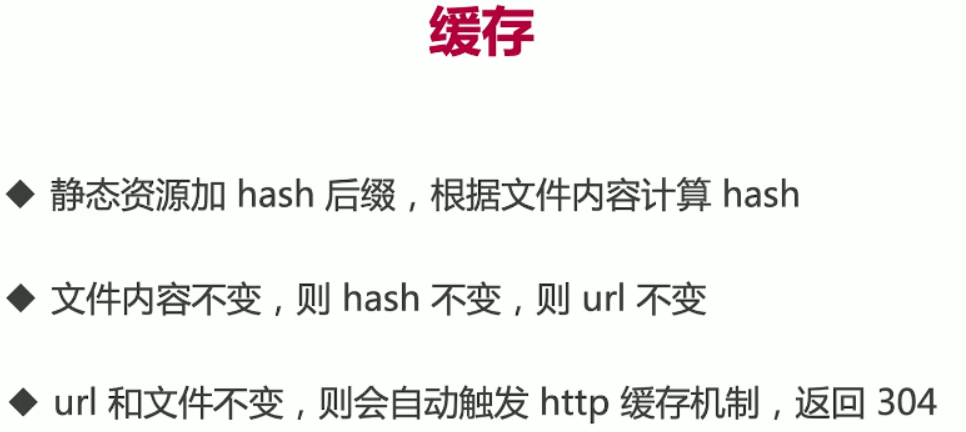 缓存
◆ 静态资源加 hash 后缀，根据文件内容计算 hash
◆ 文件内容不变，则 hash 不变，则 url 不变
◆ url 和文件不变，则会自动触发 http 缓存机制，返回 304